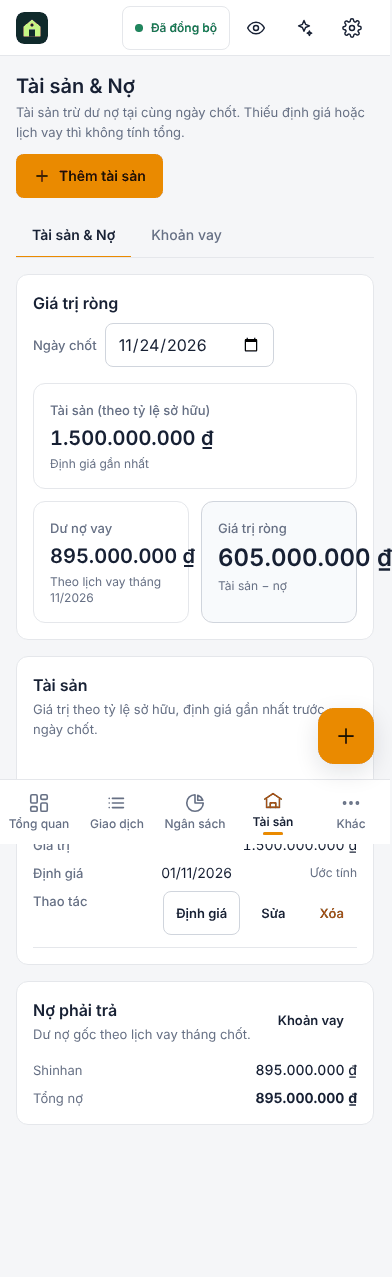 Đã đồng bộ
Tài sản & Nợ
Tài sản trừ dư nợ tại cùng ngày chốt. Thiếu định giá hoặc
lịch vay thì không tính tổng.
Thêm tài sản
Tài sản & Nợ
Khoản vay
Giá trị ròng
Ngày chốt
11/24/2026
Tài sản (theo tỷ lệ sở hữu)
1.500.000.000 ₫
Định giá gần nhất
Dư nợ vay
895.000.000 ₫
Theo lịch vay tháng
11/2026
Giá trị ròng
605.000.000 ₫
Tài sản – nợ
Tài sản
Giá trị theo tỷ lệ sở hữu, định giá gần nhất trước
ngày chốt.
Tổng quan
Giao dịch
Ngân sách
Tài sản
Khác
Giá trị
1.500.000.000 ₫
Định giá
01/11/2026
Ước tính
Thao tác
Định giá
Sửa
Xóa
Nợ phải trả
Dư nợ gốc theo lịch vay tháng chốt.
Khoản vay
Shinhan
895.000.000 ₫
Tổng nợ
895.000.000 ₫